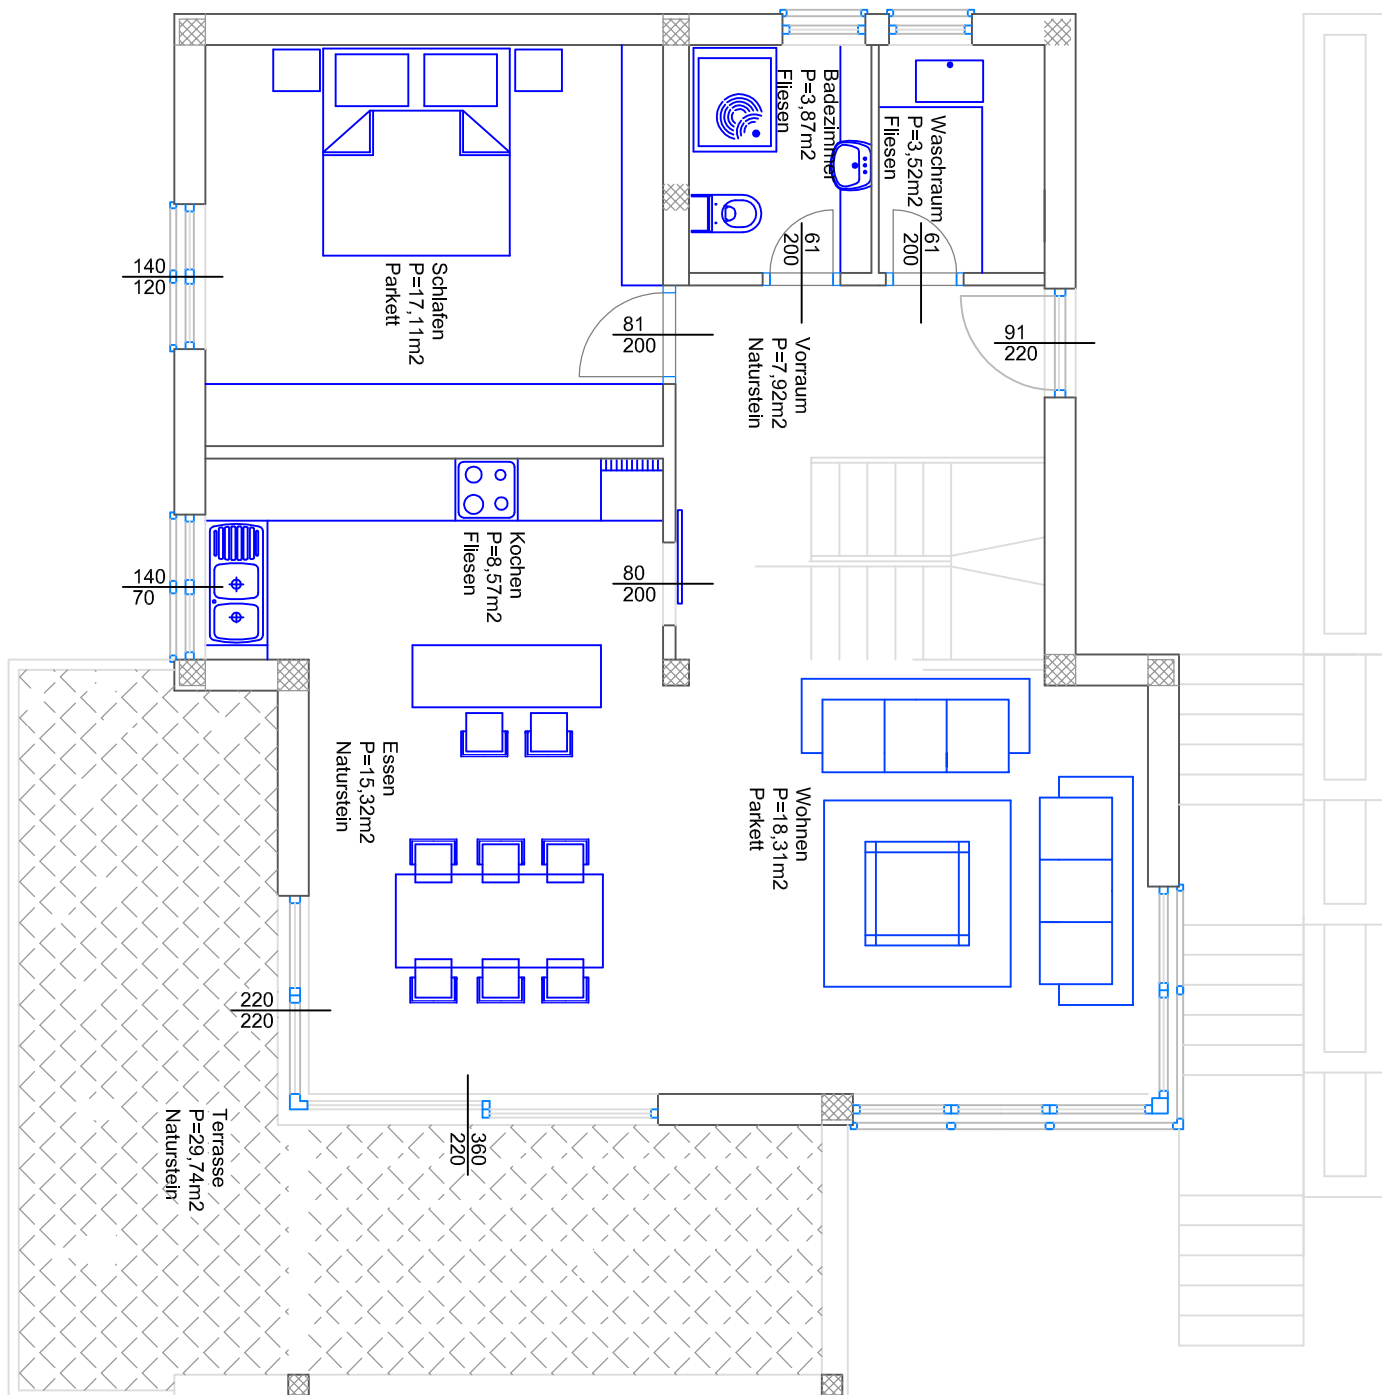 Badezimmer
P=3,87m2
Fliesen
Waschraum
P=3,52m2
Fliesen
61
200
61
200
140
120
Schlafen
P=17,11m2
Parkett
81
200
91
220
Vorraum
P=7,92m2
Naturstein
140
70
Kochen
P=8,57m2
Fliesen
80
200
Essen
P=15,32m2
Naturstein
Wohnen
P=18,31m2
Parkett
220
220
360
220
Terrasse
P=29,74m2
Naturstein